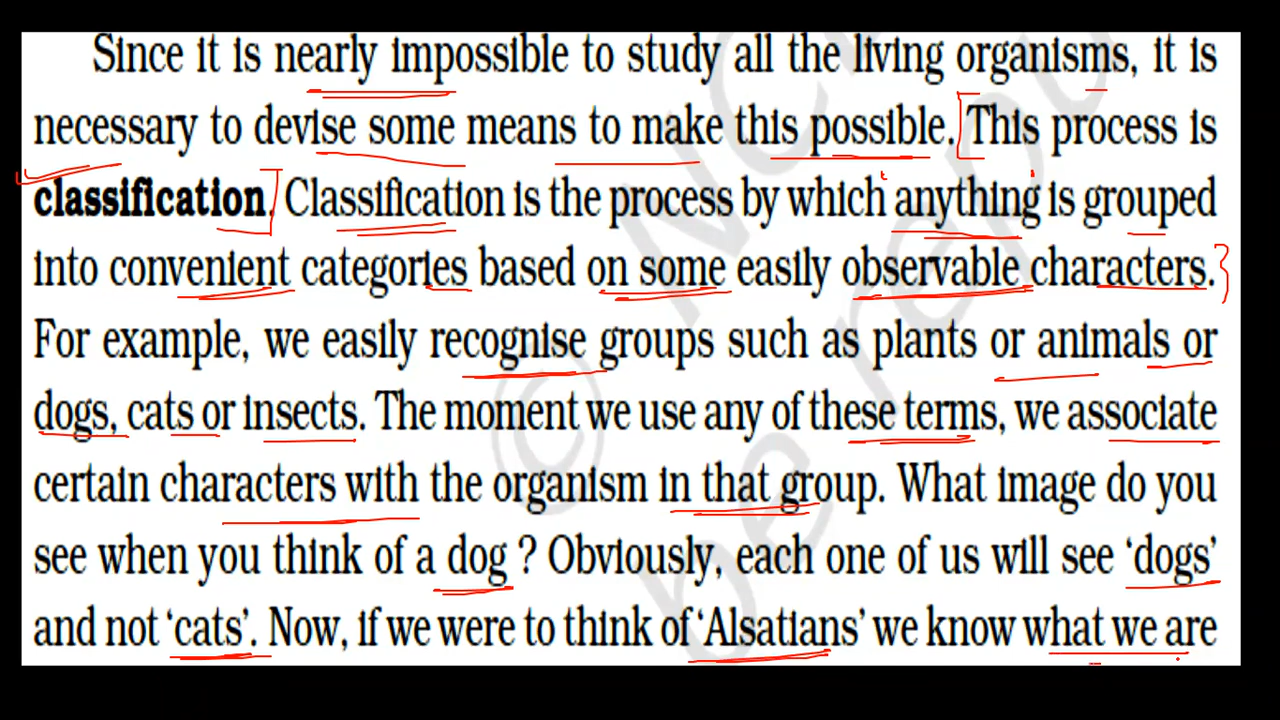 Since it is nearly impossible to study all the living organisms, it is
necessary to devise some means to make this possible. This process is
classification. Classification is the process by which anything is grouped
into convenient categories based on some easily observable characters.
For example, we easily recognise groups such as plants or animals or
dogs, cats or insects. The moment we use any of these terms, we associate
certain characters with the organism in that group. What image do you
see when you think of a dog ? Obviously, each one of us will see ‘dogs’
and not ‘cats’. Now, if we were to think of ‘Alsatians’ we know what we are